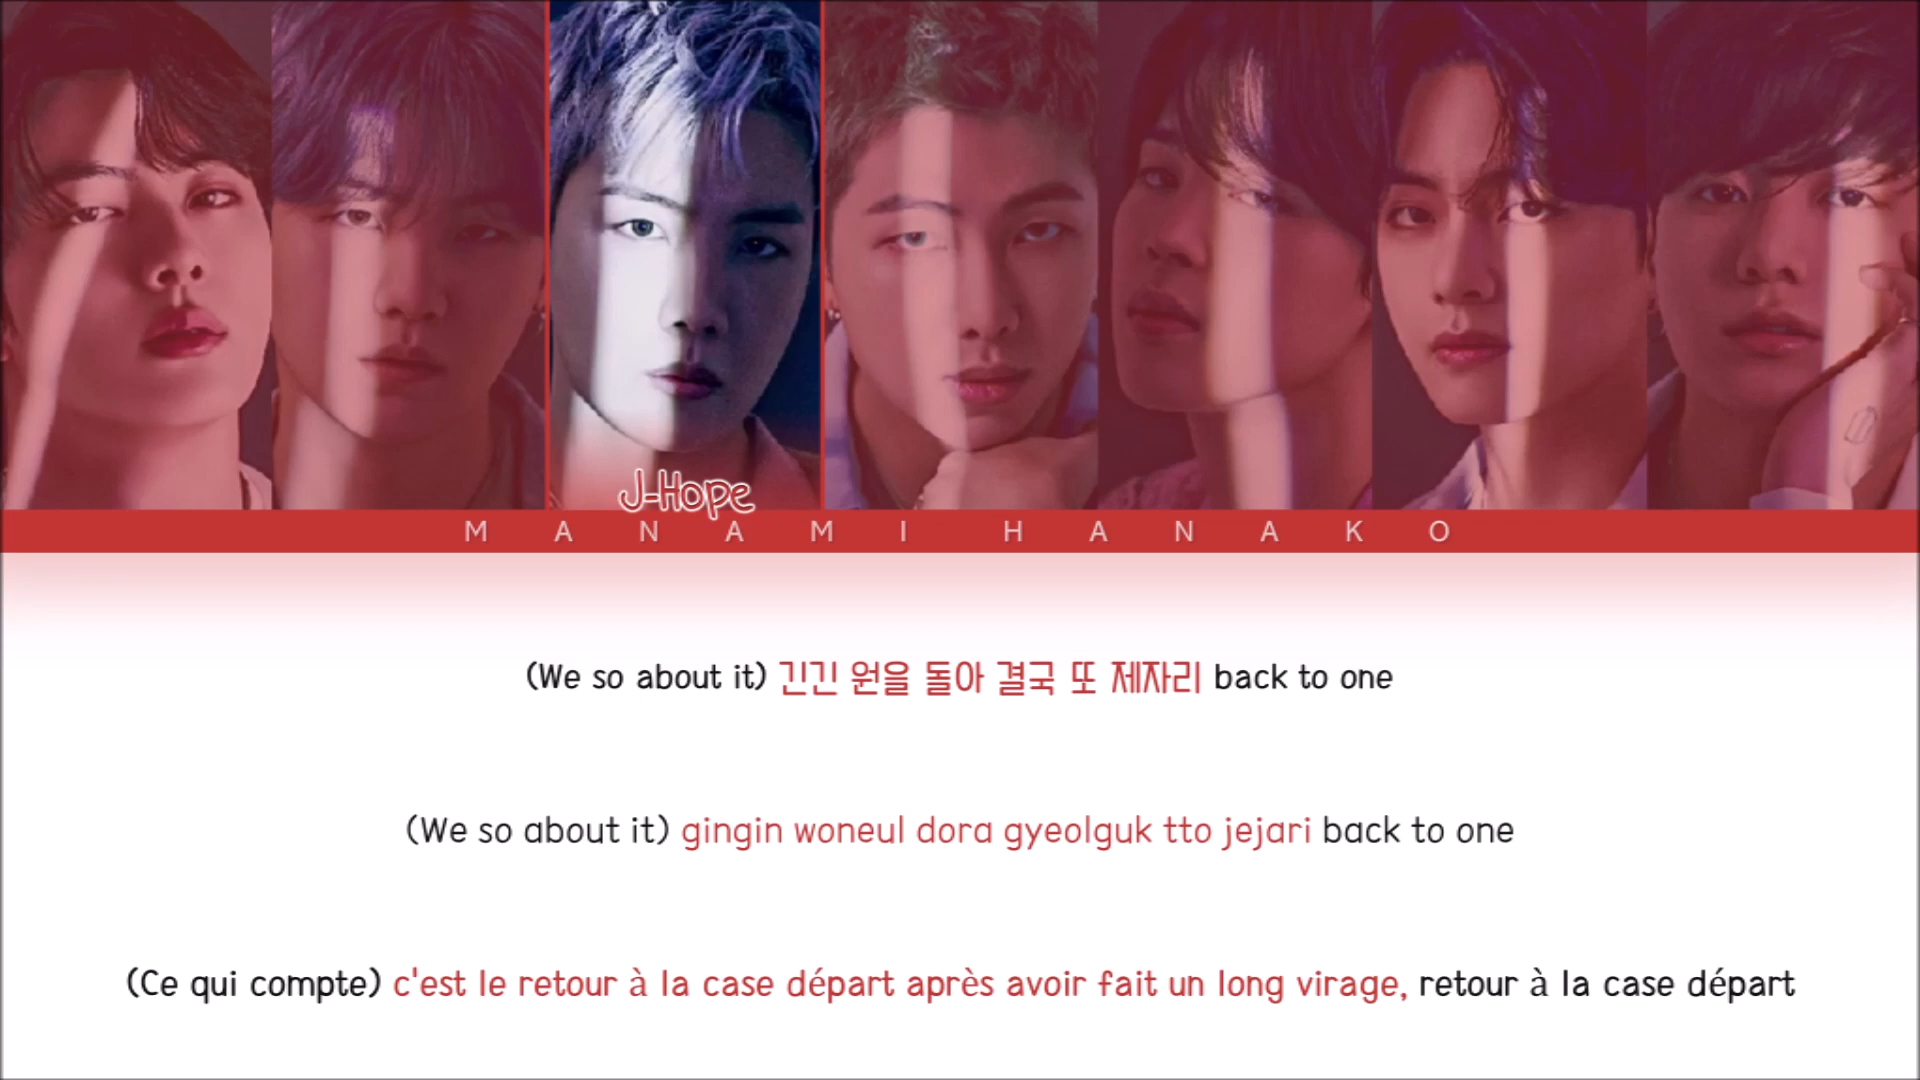 J-Hope
MANAMI HANAKO
(We so about it) 긴긴 원을 돌아 결국 또 제자리 back to one
(We so about it) gingin woneul dora gyeolguk tto jejari back to one
(Ce qui compte) c'est le retour à la case départ après avoir fait un long virage, retour à la case départ